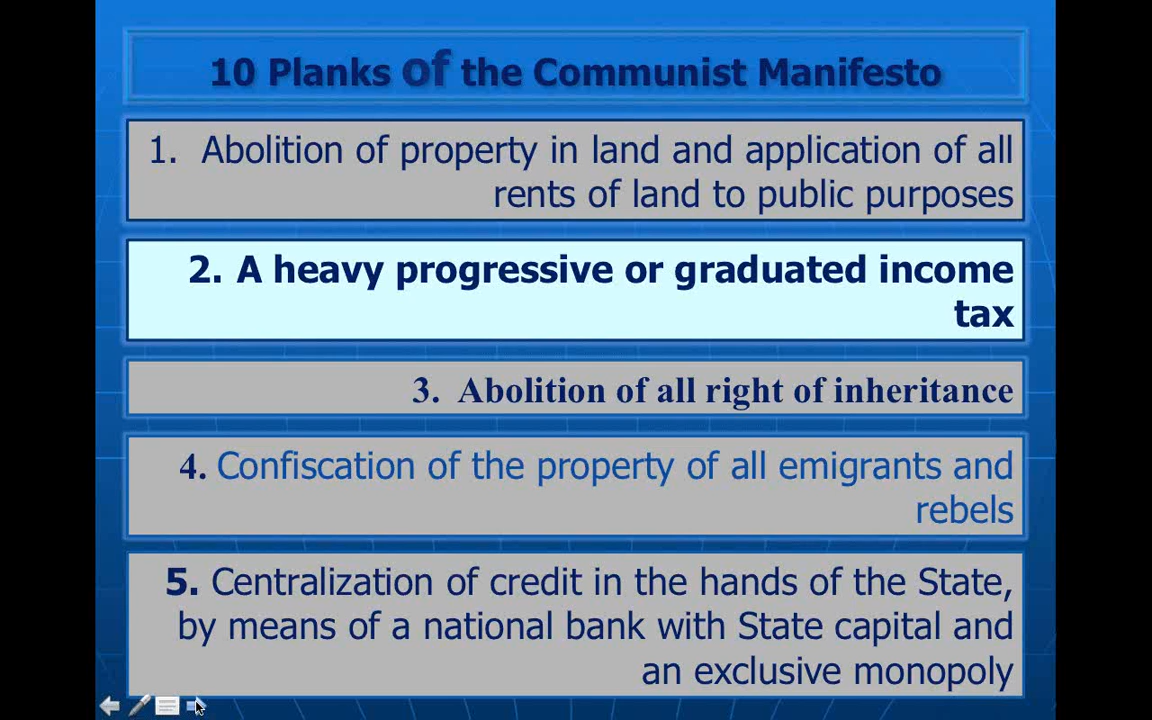 10 Planks of the Communist Manifesto
1. Abolition of property in land and application of all
rents of land to public purposes
2. A heavy progressive or graduated income
tax
3. Abolition of all right of inheritance
4. Confiscation of the property of all emigrants and
rebels
5. Centralization of credit in the hands of the State,
by means of a national bank with State capital and
an exclusive monopoly